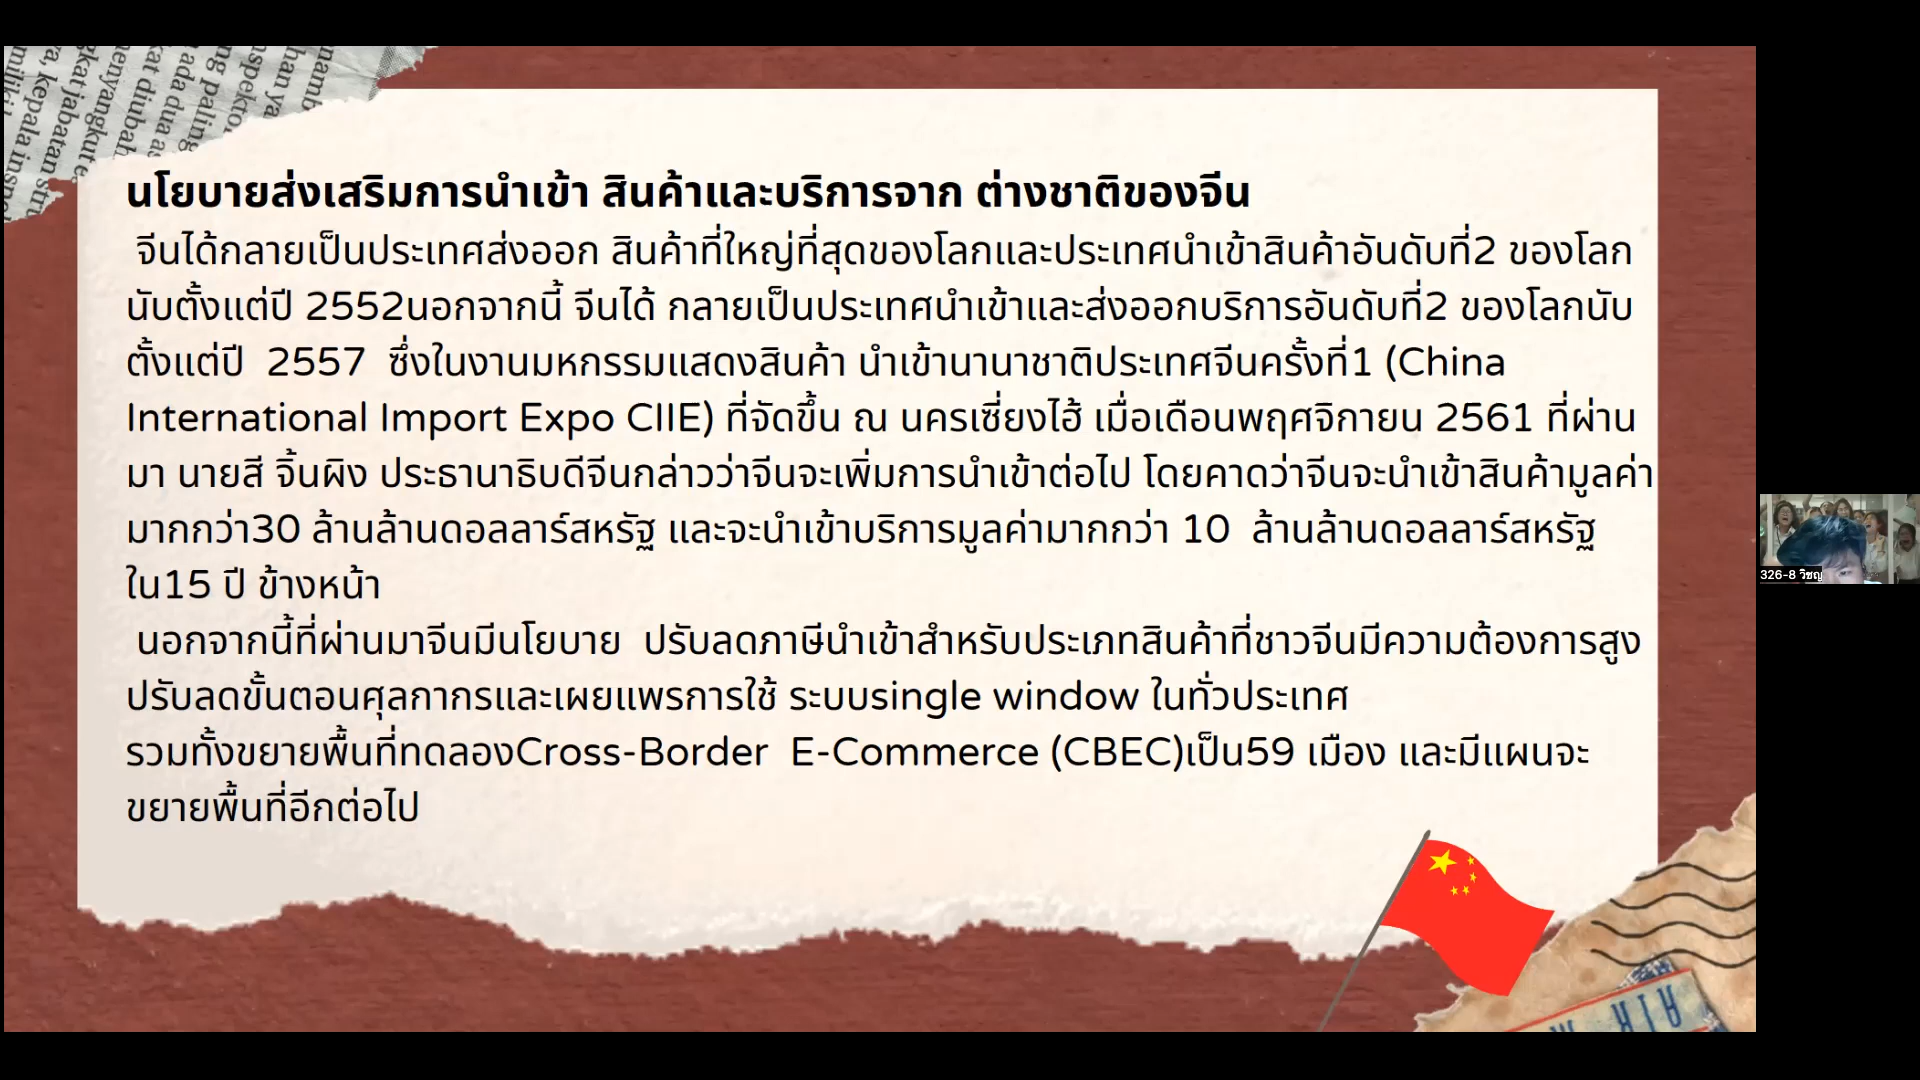 นโยบายส่งเสริมการนำเข้า สินค้าและบริการจาก ต่างชาติของจีน
จีนได้กลายเป็นประเทศส่งออก สินค้าที่ใหญ่ที่สุดของโลกและประเทศนำเข้าสินค้าอันดับที่2 ของโลก
นับตั้งแต่ปี 2552นอกจากนี้ จีนได้ กลายเป็นประเทศนำเข้าและส่งออกบริการอันดับที่2 ของโลกนับ
ตั้งแต่ปี 2557 ซึ่งในงานมหกรรมแสดงสินค้า นำเข้านานาชาติประเทศจีนครั้งที่1 (China
International Import Expo CIIE) ที่จัดขึ้น ณ นครเซี่ยงไฮ้ เมื่อเดือนพฤศจิกายน 2561 ที่ผ่าน
มา นายสี จิ้นผิง ประธานาธิบดีจีนกล่าวว่าจีนจะเพิ่มการนำเข้าต่อไป โดยคาดว่าจีนจะนำเข้าสินค้ามูลค่า
มากกว่า30 ล้านล้านดอลลาร์สหรัฐ และจะนำเข้าบริการมูลค่ามากกว่า 10 ล้านล้านดอลลาร์สหรัฐ
ใน15 ปี ข้างหน้า
นอกจากนี้ที่ผ่านมาจีนมีนโยบาย ปรับลดภาษีนำเข้าสำหรับประเภทสินค้าที่ชาวจีนมีความต้องการสูง
ปรับลดขั้นตอนศุลกากรและเผยแพรการใช้ ระบบsingle window ในทั่วประเทศ
รวมทั้งขยายพื้นที่ทดลองCross-Border E-Commerce (CBEC)เป็น59 เมือง และมีแผนจะ
ขยายพื้นที่อีกต่อไป
326-8 วิชญ
AIR